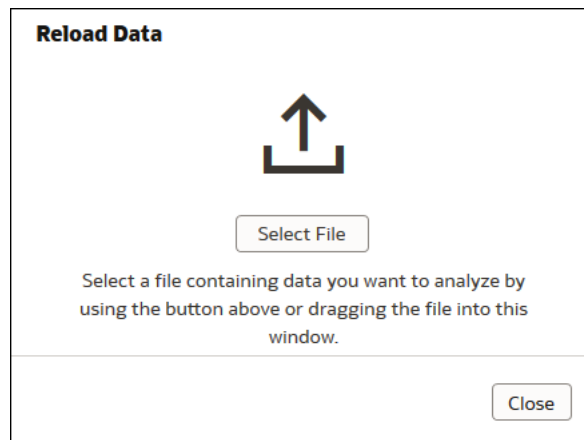 Reload Data
Select File
Select a file containing data you want to analyze by
using the button above or dragging the file into this
window.
Close